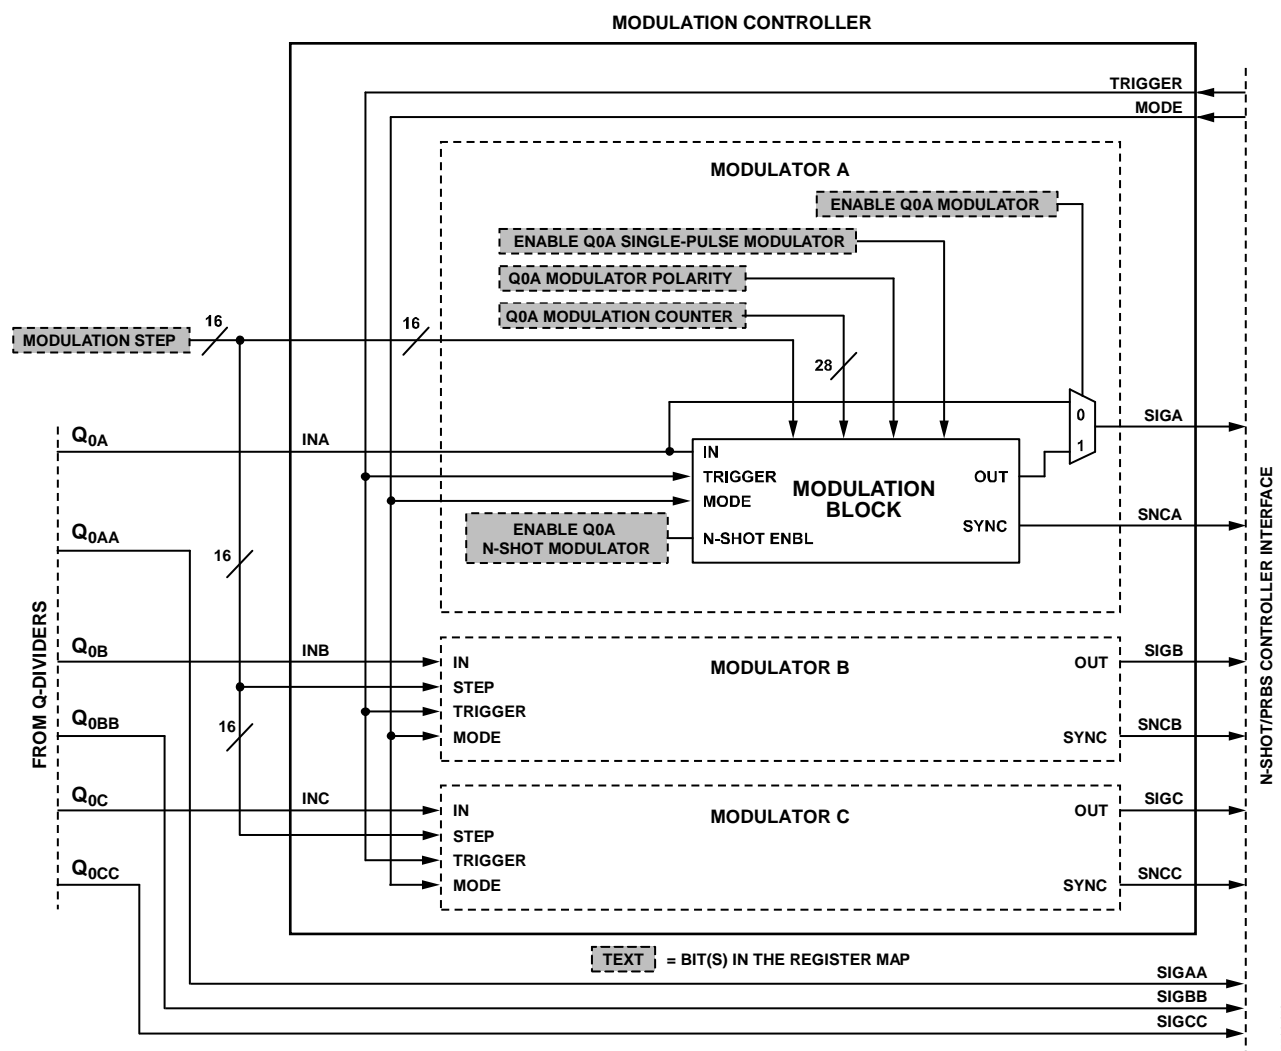 MODULATION CONTROLLER
TRIGGER
MODE
MODULATOR A
ENABLE Q0A MODULATOR
ENABLE Q0A SINGLE-PULSE MODULATOR
Q0A MODULATOR POLARITY
Q0A MODULATION COUNTER
MODULATION STEP
16
16
28
0
1
SIGA
Q0A
INA
IN
TRIGGER
MODE
N-SHOT ENBL
MODULATION
BLOCK
OUT
SYNC
SNCA
ENABLE Q0A
N-SHOT MODULATOR
Q0AA
16
FROM Q-DIVIDERS
N-SHOT/PRBS CONTROLLER INTERFACE
Q0B
INB
IN
STEP
TRIGGER
MODE
MODULATOR B
OUT
SYNC
SIGB
SNCB
Q0BB
16
Q0C
INC
IN
STEP
TRIGGER
MODE
MODULATOR C
OUT
SYNC
SIGC
SNCC
Q0CC
TEXT = BIT(S) IN THE REGISTER MAP
SIGAA
SIGBB
SIGCC